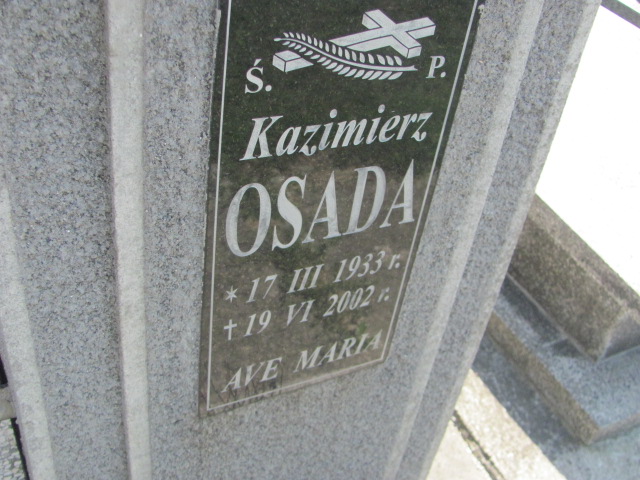 Ś. P.
Kazimierz
OSADA
* 17 III 1933 r.
† 19 VI 2002 r.
AVE MARIA